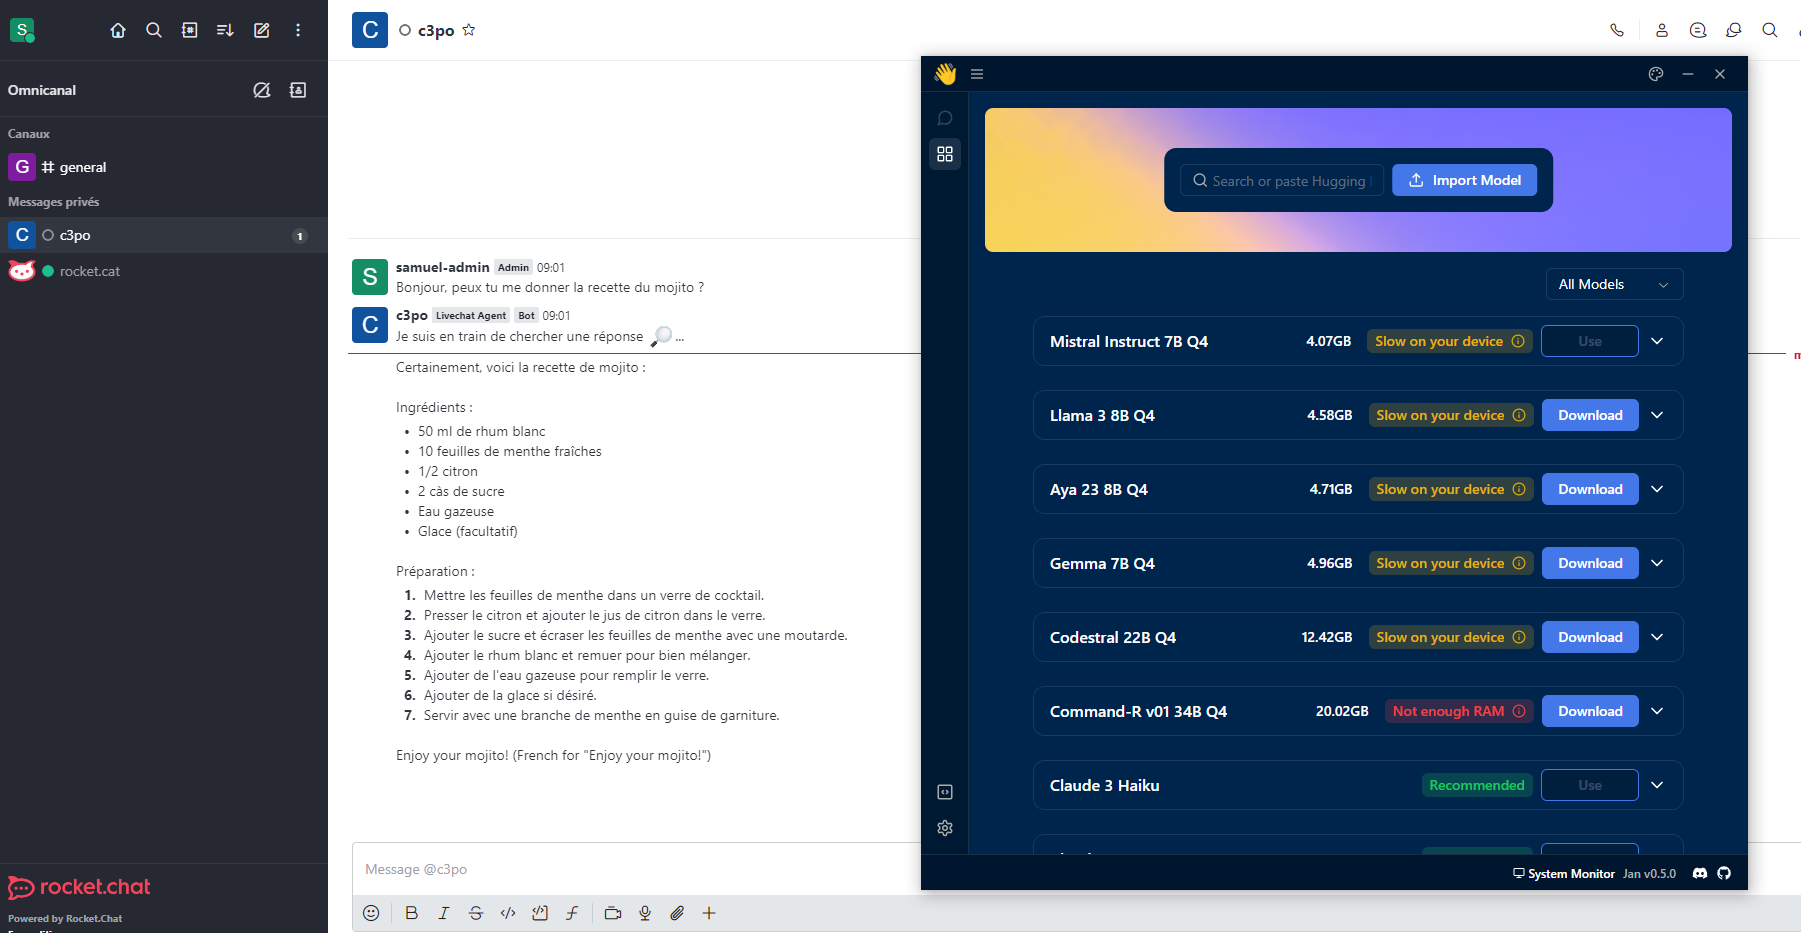 S
Omnicanal
Canaux
G
general
Messages privés
C
c3po
1
rocket.cat
rocket.chat
Powered by Rocket.Chat
C
c3po
S
samuel-admin Admin 09:01
Bonjour, peux tu me donner la recette du mojito ?
C
c3po Livechat Agent Bot 09:01
Je suis en train de chercher une réponse ...
Certainement, voici la recette de mojito :
Ingrédients :
• 50 ml de rhum blanc
• 10 feuilles de menthe fraîches
• 1/2 citron
• 2 càs de sucre
• Eau gazeuse
• Glace (facultatif)
Préparation :
1. Mettre les feuilles de menthe dans un verre de cocktail.
2. Presser le citron et ajouter le jus de citron dans le verre.
3. Ajouter le sucre et écraser les feuilles de menthe avec une moutarde.
4. Ajouter le rhum blanc et remuer pour bien mélanger.
5. Ajouter de l'eau gazeuse pour remplir le verre.
6. Ajouter de la glace si désiré.
7. Servir avec une branche de menthe en guise de garniture.
Enjoy your mojito! (French for "Enjoy your mojito!")
Message @c3po
Search or paste Hugging
Import Model
All Models
Mistral Instruct 7B Q4 4.07GB Slow on your device Use
Llama 3 8B Q4 4.58GB Slow on your device Download
Aya 23 8B Q4 4.71GB Slow on your device Download
Gemma 7B Q4 4.96GB Slow on your device Download
Codestral 22B Q4 12.42GB Slow on your device Download
Command-R v01 34B Q4 20.02GB Not enough RAM Download
Claude 3 Haiku Recommended Use
System Monitor Jan v0.5.0